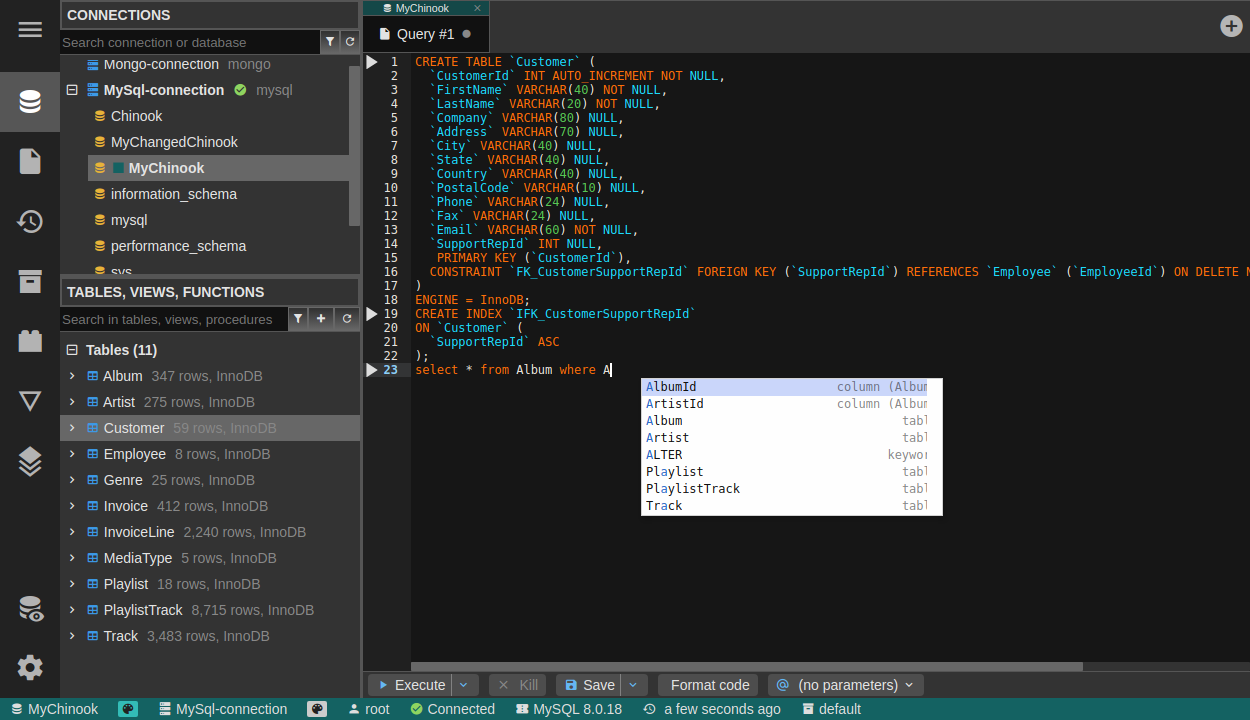 CONNECTIONS
Search connection or database
Mongo-connection mongo
MySql-connection mysql
Chinook
MyChangedChinook
MyChinook
information_schema
mysql
performance_schema
sys
TABLES, VIEWS, FUNCTIONS
Search in tables, views, procedures
Tables (11)
Album 347 rows, InnoDB
Artist 275 rows, InnoDB
Customer 59 rows, InnoDB
Employee 8 rows, InnoDB
Genre 25 rows, InnoDB
Invoice 412 rows, InnoDB
InvoiceLine 2,240 rows, InnoDB
MediaType 5 rows, InnoDB
Playlist 18 rows, InnoDB
PlaylistTrack 8,715 rows, InnoDB
Track 3,483 rows, InnoDB
MyChinook
Query #1
1 CREATE TABLE `Customer` (
2 `CustomerId` INT AUTO_INCREMENT NOT NULL,
3 `FirstName` VARCHAR(40) NOT NULL,
4 `LastName` VARCHAR(20) NOT NULL,
5 `Company` VARCHAR(80) NULL,
6 `Address` VARCHAR(70) NULL,
7 `City` VARCHAR(40) NULL,
8 `State` VARCHAR(40) NULL,
9 `Country` VARCHAR(40) NULL,
10 `PostalCode` VARCHAR(10) NULL,
11 `Phone` VARCHAR(24) NULL,
12 `Fax` VARCHAR(24) NULL,
13 `Email` VARCHAR(60) NOT NULL,
14 `SupportRepId` INT NULL,
15 PRIMARY KEY (`CustomerId`),
16 CONSTRAINT `FK_CustomerSupportRepId` FOREIGN KEY (`SupportRepId`) REFERENCES `Employee` (`EmployeeId`) ON DELETE
17 )
18 ENGINE = InnoDB;
19 CREATE INDEX `IFK_CustomerSupportRepId`
20 ON `Customer` (
21 `SupportRepId` ASC
22 );
23 select * from Album where A
AlbumId column (Albu
ArtistId column (Albu
Album tabl
Artist tabl
ALTER keywor
Playlist tabl
PlaylistTrack tabl
Track tabl
Execute Kill Save Format code @ (no parameters)
MyChinook MySql-connection root Connected MySQL 8.0.18 a few seconds ago default